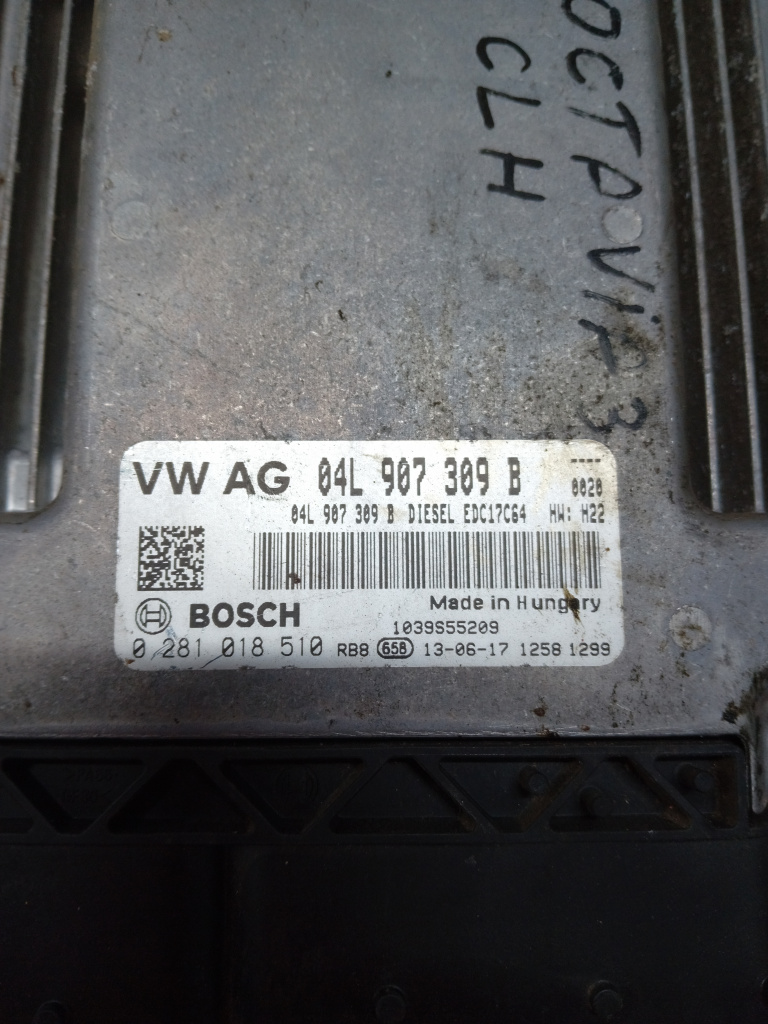 OCTAViA 3
CLH
VW AG 04L 907 309 B ----
0020
04L 907 309 B DIESEL EDC17C64 HW: H22
Made in Hungary
BOSCH
1039S55209
0 281 018 510 RB8 658 13-06-17 1258 1299